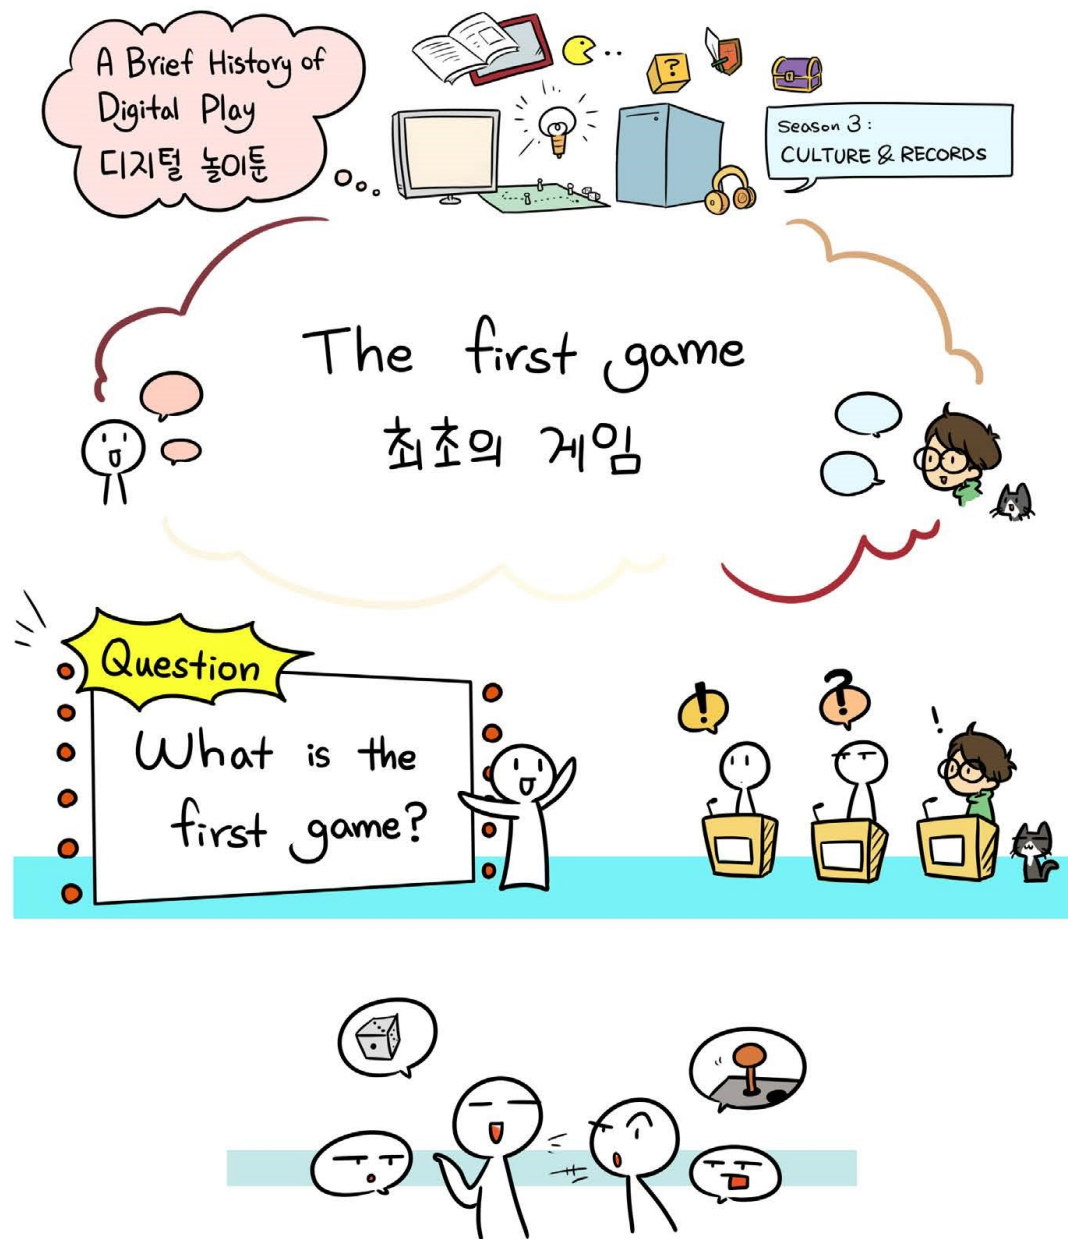 A Brief History of
Digital Play
디지털 놀이툰
?
Season 3:
CULTURE & RECORDS
The first game
최초의 게임
Question
What is the
first game?
!
?
!